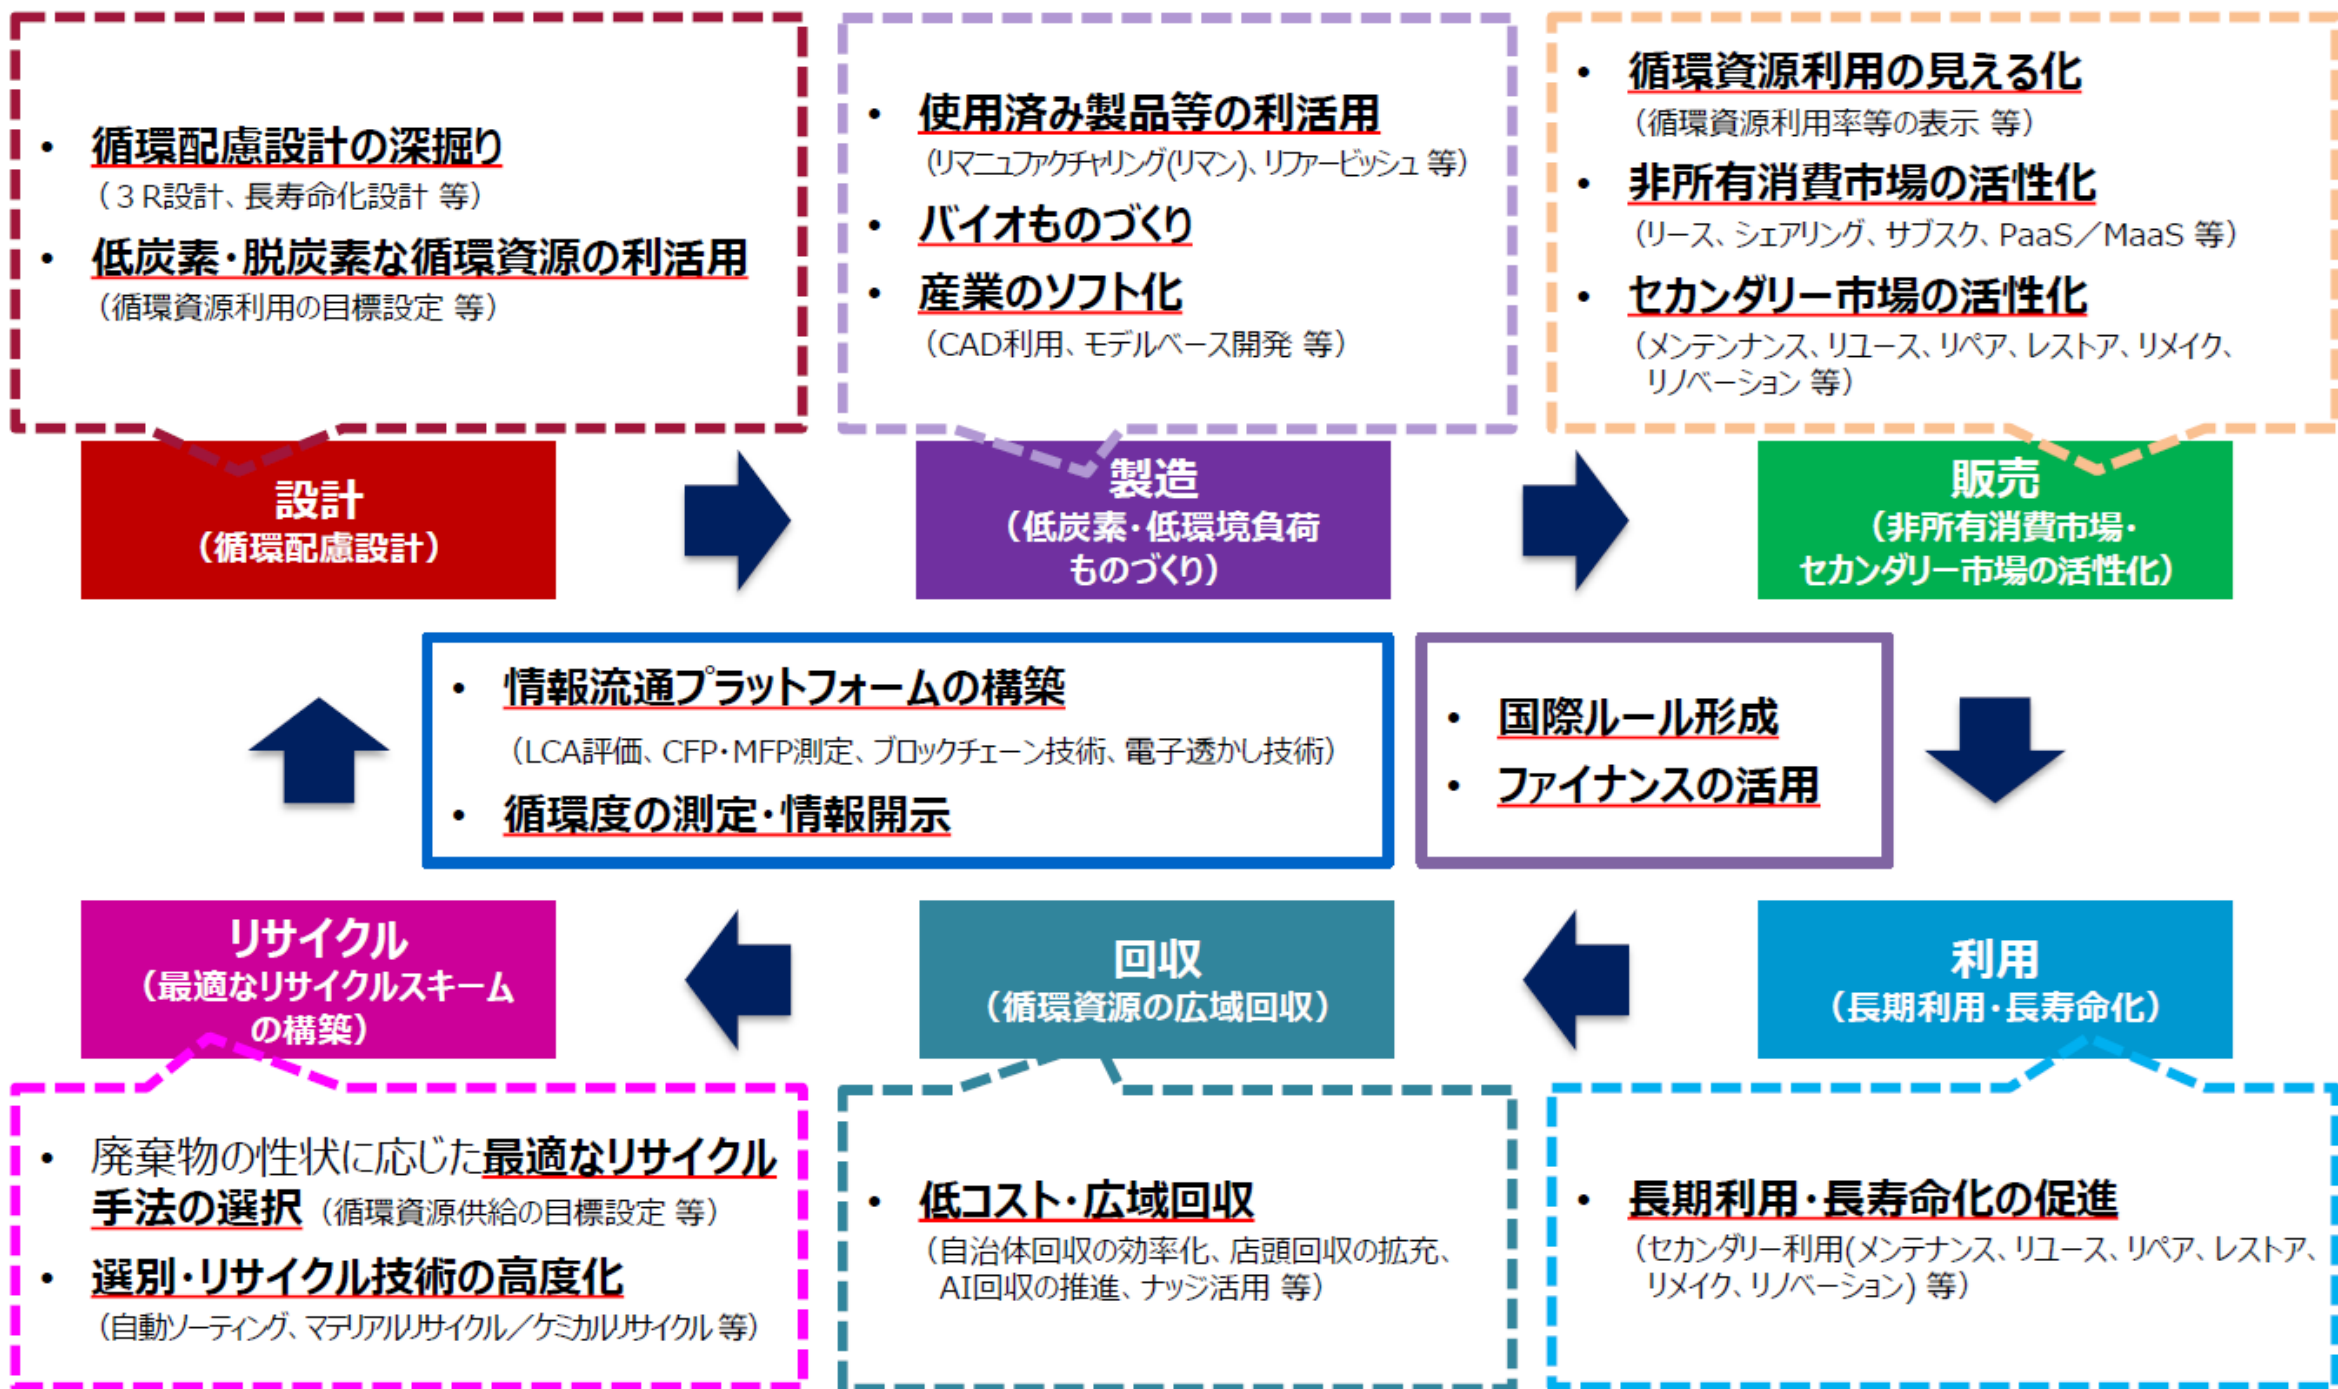 • 循環配慮設計の深掘り
（３R設計、長寿命化設計 等）
• 低炭素・脱炭素な循環資源の利活用
（循環資源利用の目標設定 等）
• 使用済み製品等の利活用
（リマニュファクチャリング(リマン)、リファービッシュ 等）
• バイオものづくり
• 産業のソフト化
（CAD利用、モデルベース開発 等）
• 循環資源利用の見える化
（循環資源利用率等の表示 等）
• 非所有消費市場の活性化
（リース、シェアリング、サブスク、PaaS／MaaS 等）
• セカンダリー市場の活性化
（メンテンナンス、リユース、リペア、レストア、リメイク、
リノベーション 等）
設計
（循環配慮設計）
製造
（低炭素・低環境負荷
ものづくり）
販売
（非所有消費市場・
セカンダリー市場の活性化）
• 情報流通プラットフォームの構築
（LCA評価、CFP・MFP測定、ブロックチェーン技術、電子透かし技術）
• 循環度の測定・情報開示
• 国際ルール形成
• ファイナンスの活用
リサイクル
（最適なリサイクルスキーム
の構築）
回収
（循環資源の広域回収）
利用
（長期利用・長寿命化）
• 廃棄物の性状に応じた最適なリサイクル
手法の選択（循環資源供給の目標設定 等）
• 選別・リサイクル技術の高度化
（自動ソーティング、マテリアルリサイクル／ケミカルリサイクル 等）
• 低コスト・広域回収
（自治体回収の効率化、店頭回収の拡充、
AI回収の推進、ナッジ活用 等）
• 長期利用・長寿命化の促進
（セカンダリー利用(メンテナンス、リユース、リペア、レストア、
リメイク、リノベーション) 等）